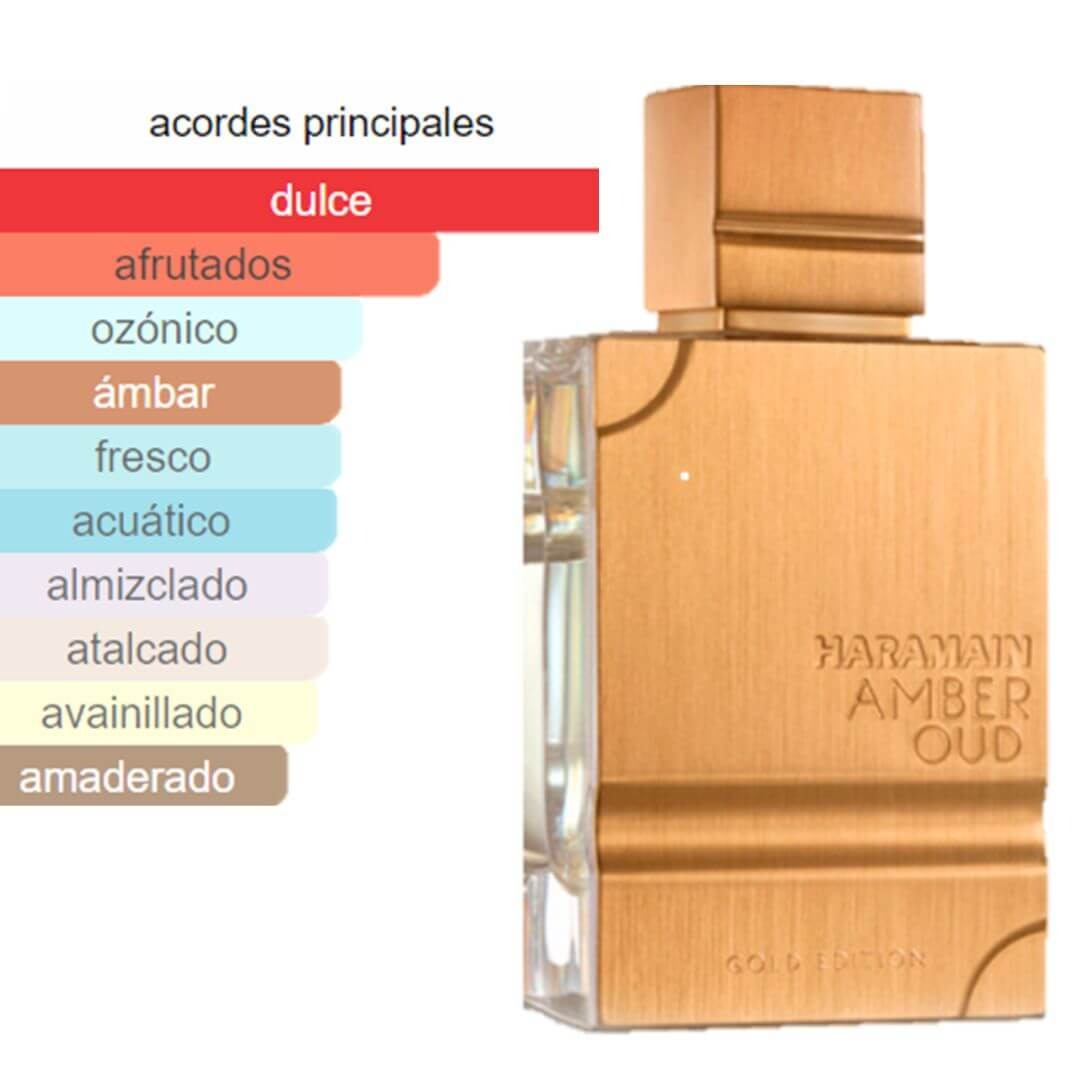 acordes principales
dulce
afrutados
ozónico
ámbar
fresco
acuático
almizclado
atalcado
avainillado
amaderado
HARAMAIN
AMBER
OUD
GOLD EDITION